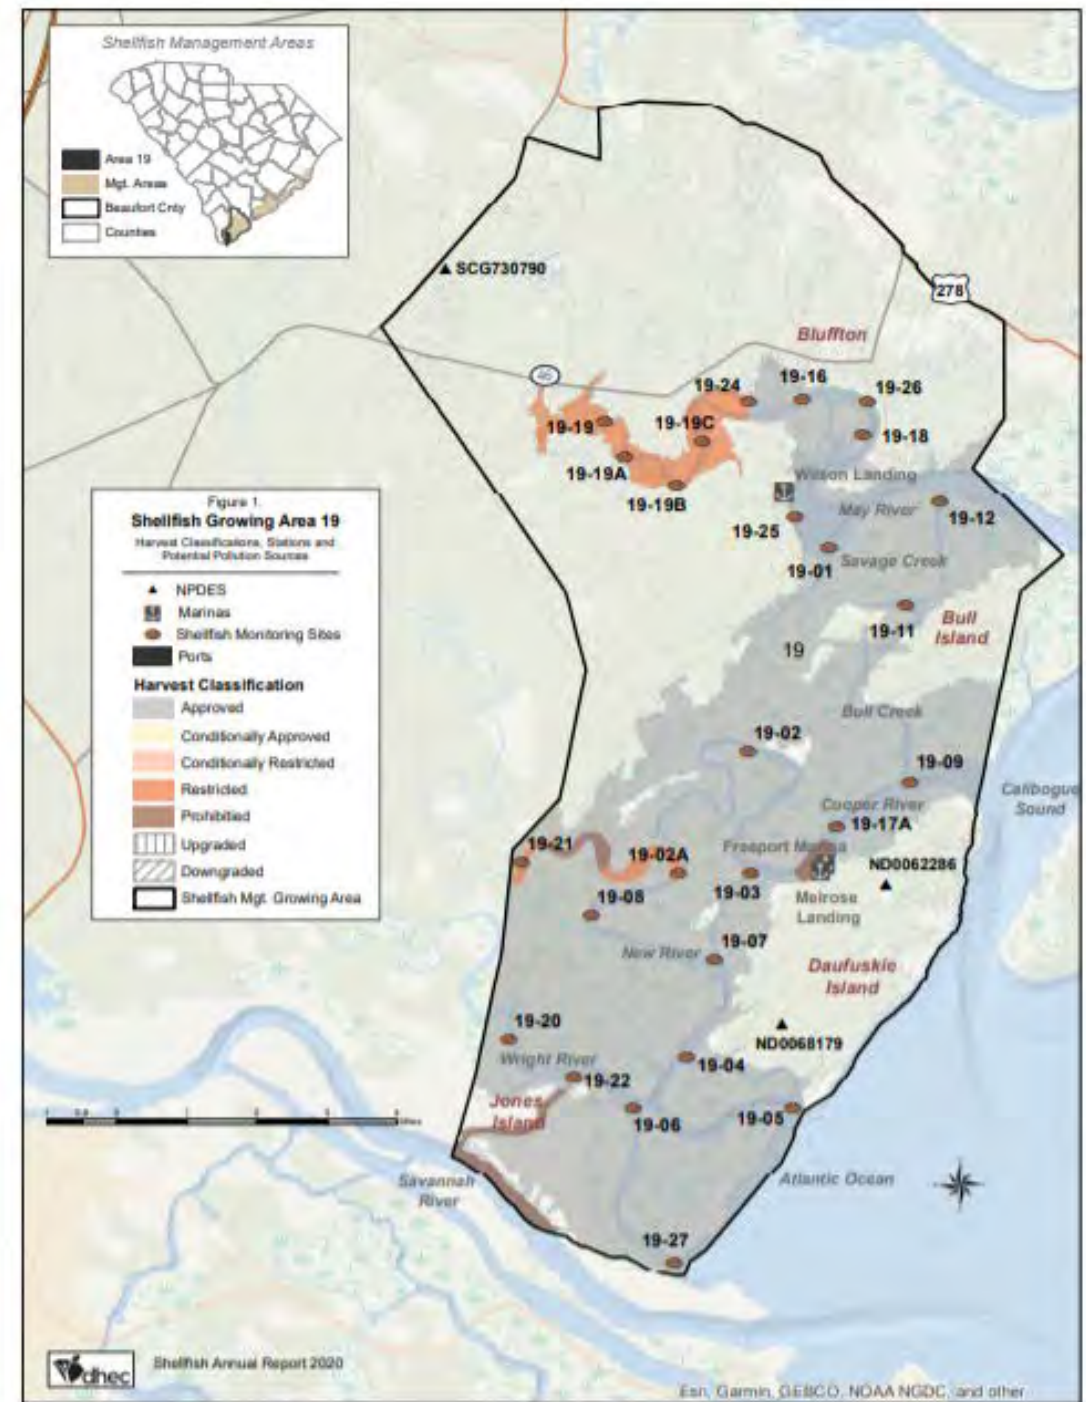 Shellfish Management Areas
Area 19
Mgt. Areas
Beaufort Cnty
Counties
SCG730790
278
Bluffton
46
19-24
19-16
19-26
19-19
19-19C
19-18
19-19A
Wilson Landing
19-19B
May River
19-12
19-25
Savage Creek
19-01
19-11
Bull
Island
19
Bull Creek
19-02
19-09
Calibogue
Sound
Cooper River
19-17A
19-21
19-02A
Freeport Marina
ND0062286
19-08
19-03
Melrose
Landing
New River
19-07
Daufuskie
Island
19-20
ND0068179
Wright River
19-04
19-22
Jones
Island
19-06
19-05
Savannah
River
Atlantic Ocean
19-27
Figure 1.
Shellfish Growing Area 19
Harvest Classifications, Stations and
Potential Pollution Sources
NPDES
Marinas
Shellfish Monitoring Sites
Ports
Harvest Classification
Approved
Conditionally Approved
Conditionally Restricted
Restricted
Prohibitied
Upgraded
Downgraded
Shellfish Mgt. Growing Area
dhec
Shellfish Annual Report 2020
Esri, Garmin, GEBCO, NOAA NGDC, and other